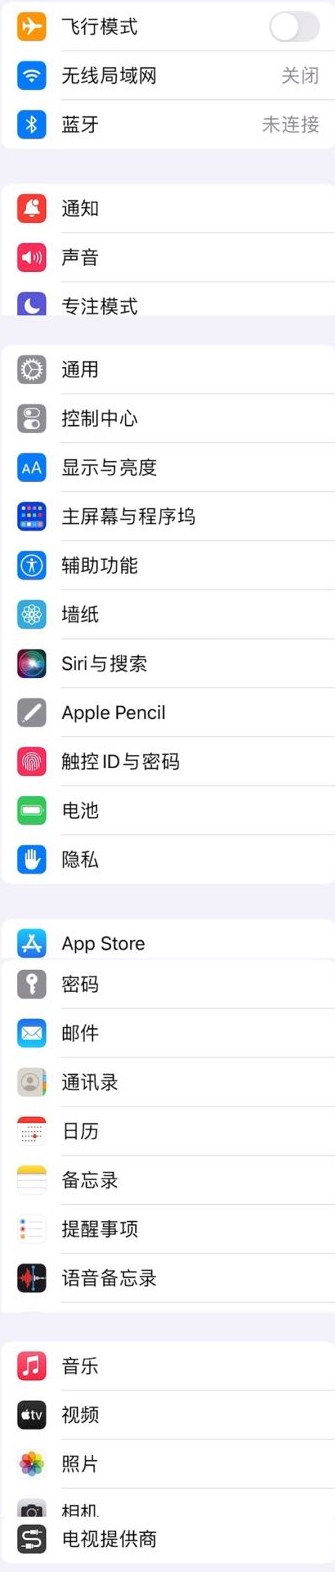 飞行模式
无线局域网 关闭
蓝牙 未连接
通知
声音
专注模式
通用
控制中心
AA 显示与亮度
主屏幕与程序坞
辅助功能
墙纸
Siri与搜索
Apple Pencil
触控 ID与密码
电池
隐私
App Store
密码
邮件
通讯录
日历
备忘录
提醒事项
语音备忘录
音乐
tv 视频
照片
相机
电视提供商